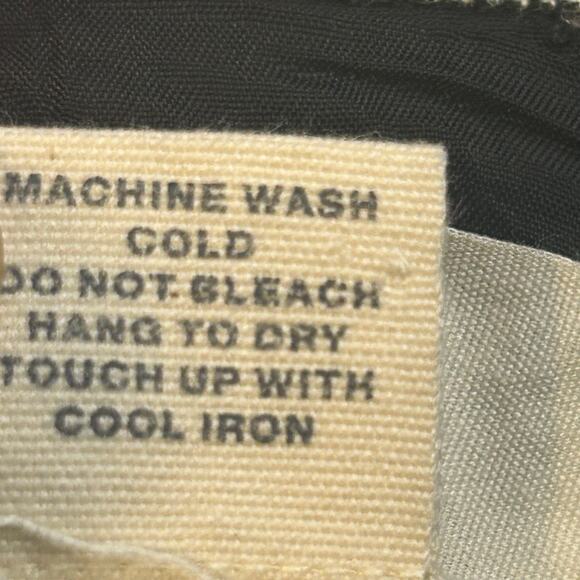 MACHINE WASH
COLD
DO NOT BLEACH
HANG TO DRY
TOUCH UP WITH
COOL IRON